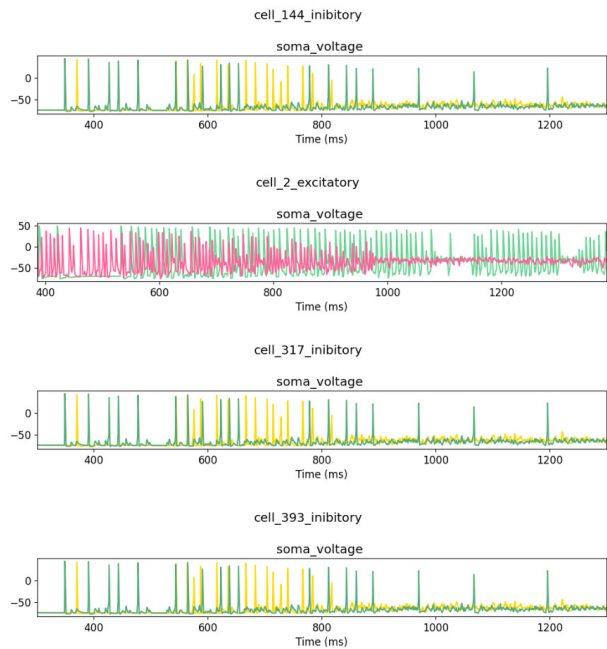 cell_144_inibitory
soma_voltage
0
−50
400 600 800 1000 1200
Time (ms)
cell_2_excitatory
soma_voltage
50
0
−50
400 600 800 1000 1200
Time (ms)
cell_317_inibitory
soma_voltage
0
−50
400 600 800 1000 1200
Time (ms)
cell_393_inibitory
soma_voltage
0
−50
400 600 800 1000 1200
Time (ms)